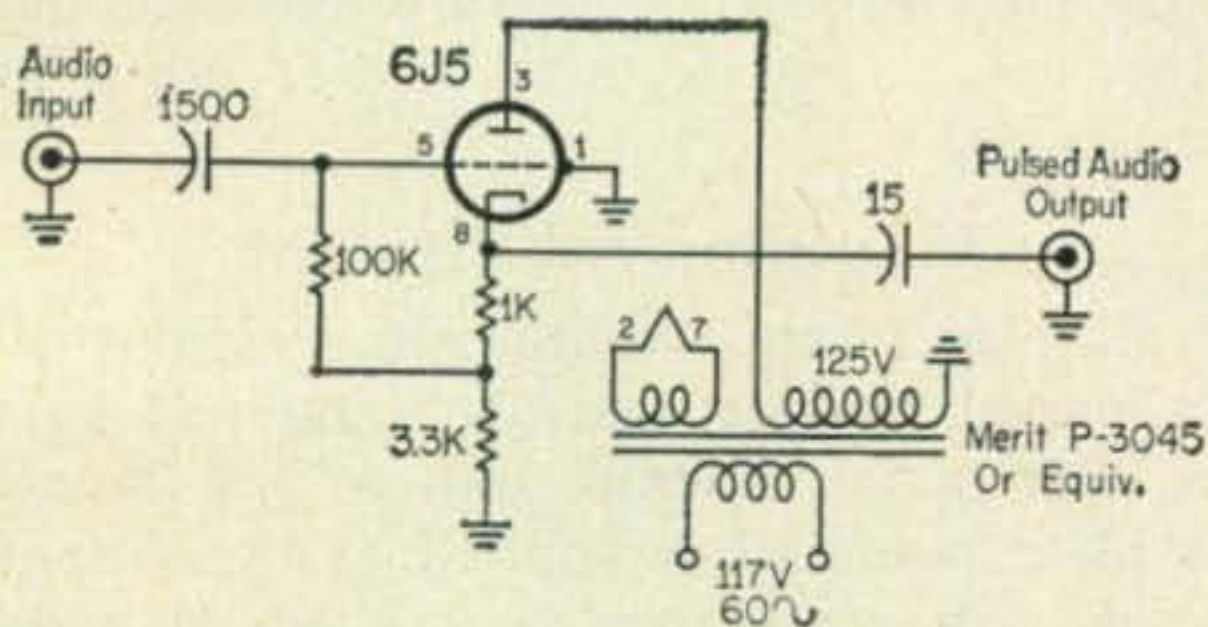 Audio
Input
1500
6J5
3
5
1
8
100K
1K
3.3K
Pulsed Audio
Output
15
2 7
125V
Merit P-3045
Or Equiv.
117V
60∿